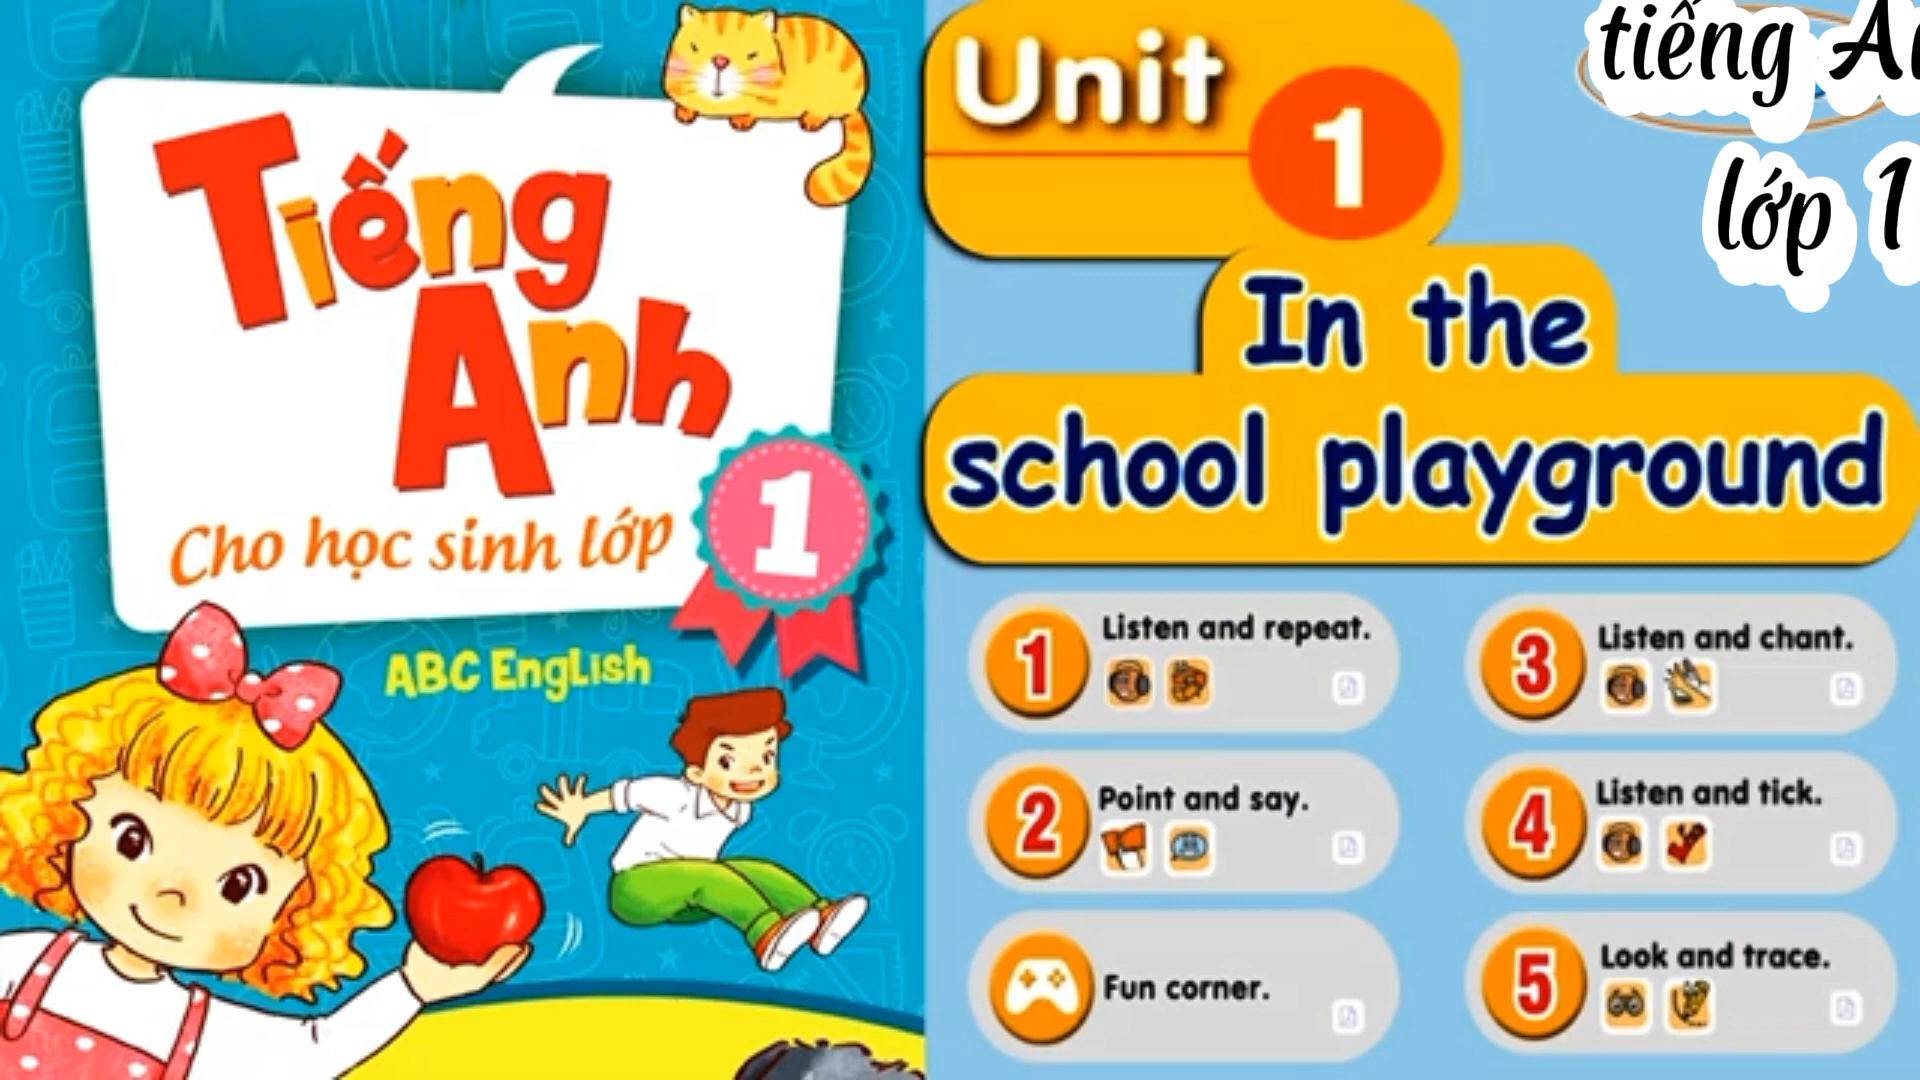 Tiếng
Anh
Cho học sinh lớp
1
ABC English
Unit
1
In the
school playground
1
Listen and repeat.
2
Point and say.
Fun corner.
3
Listen and chant.
4
Listen and tick.
5
Look and trace.
tiếng
lớp 1